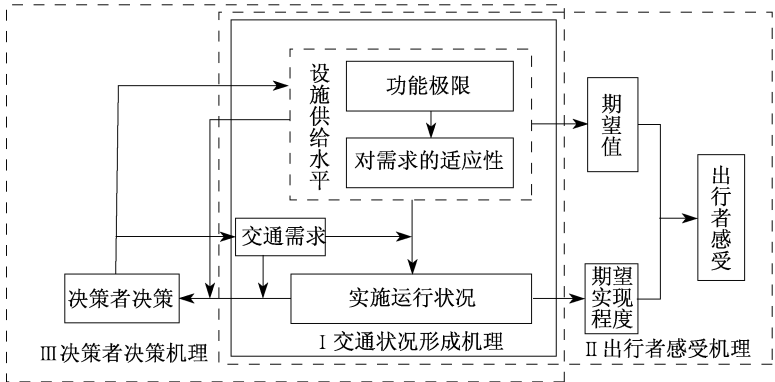 设施供给水平
功能极限
对需求的适应性
期望值
出行者感受
交通需求
决策者决策
实施运行状况
期望
实现
程度
Ⅰ交通状况形成机理
Ⅱ出行者感受机理
Ⅲ决策者决策机理